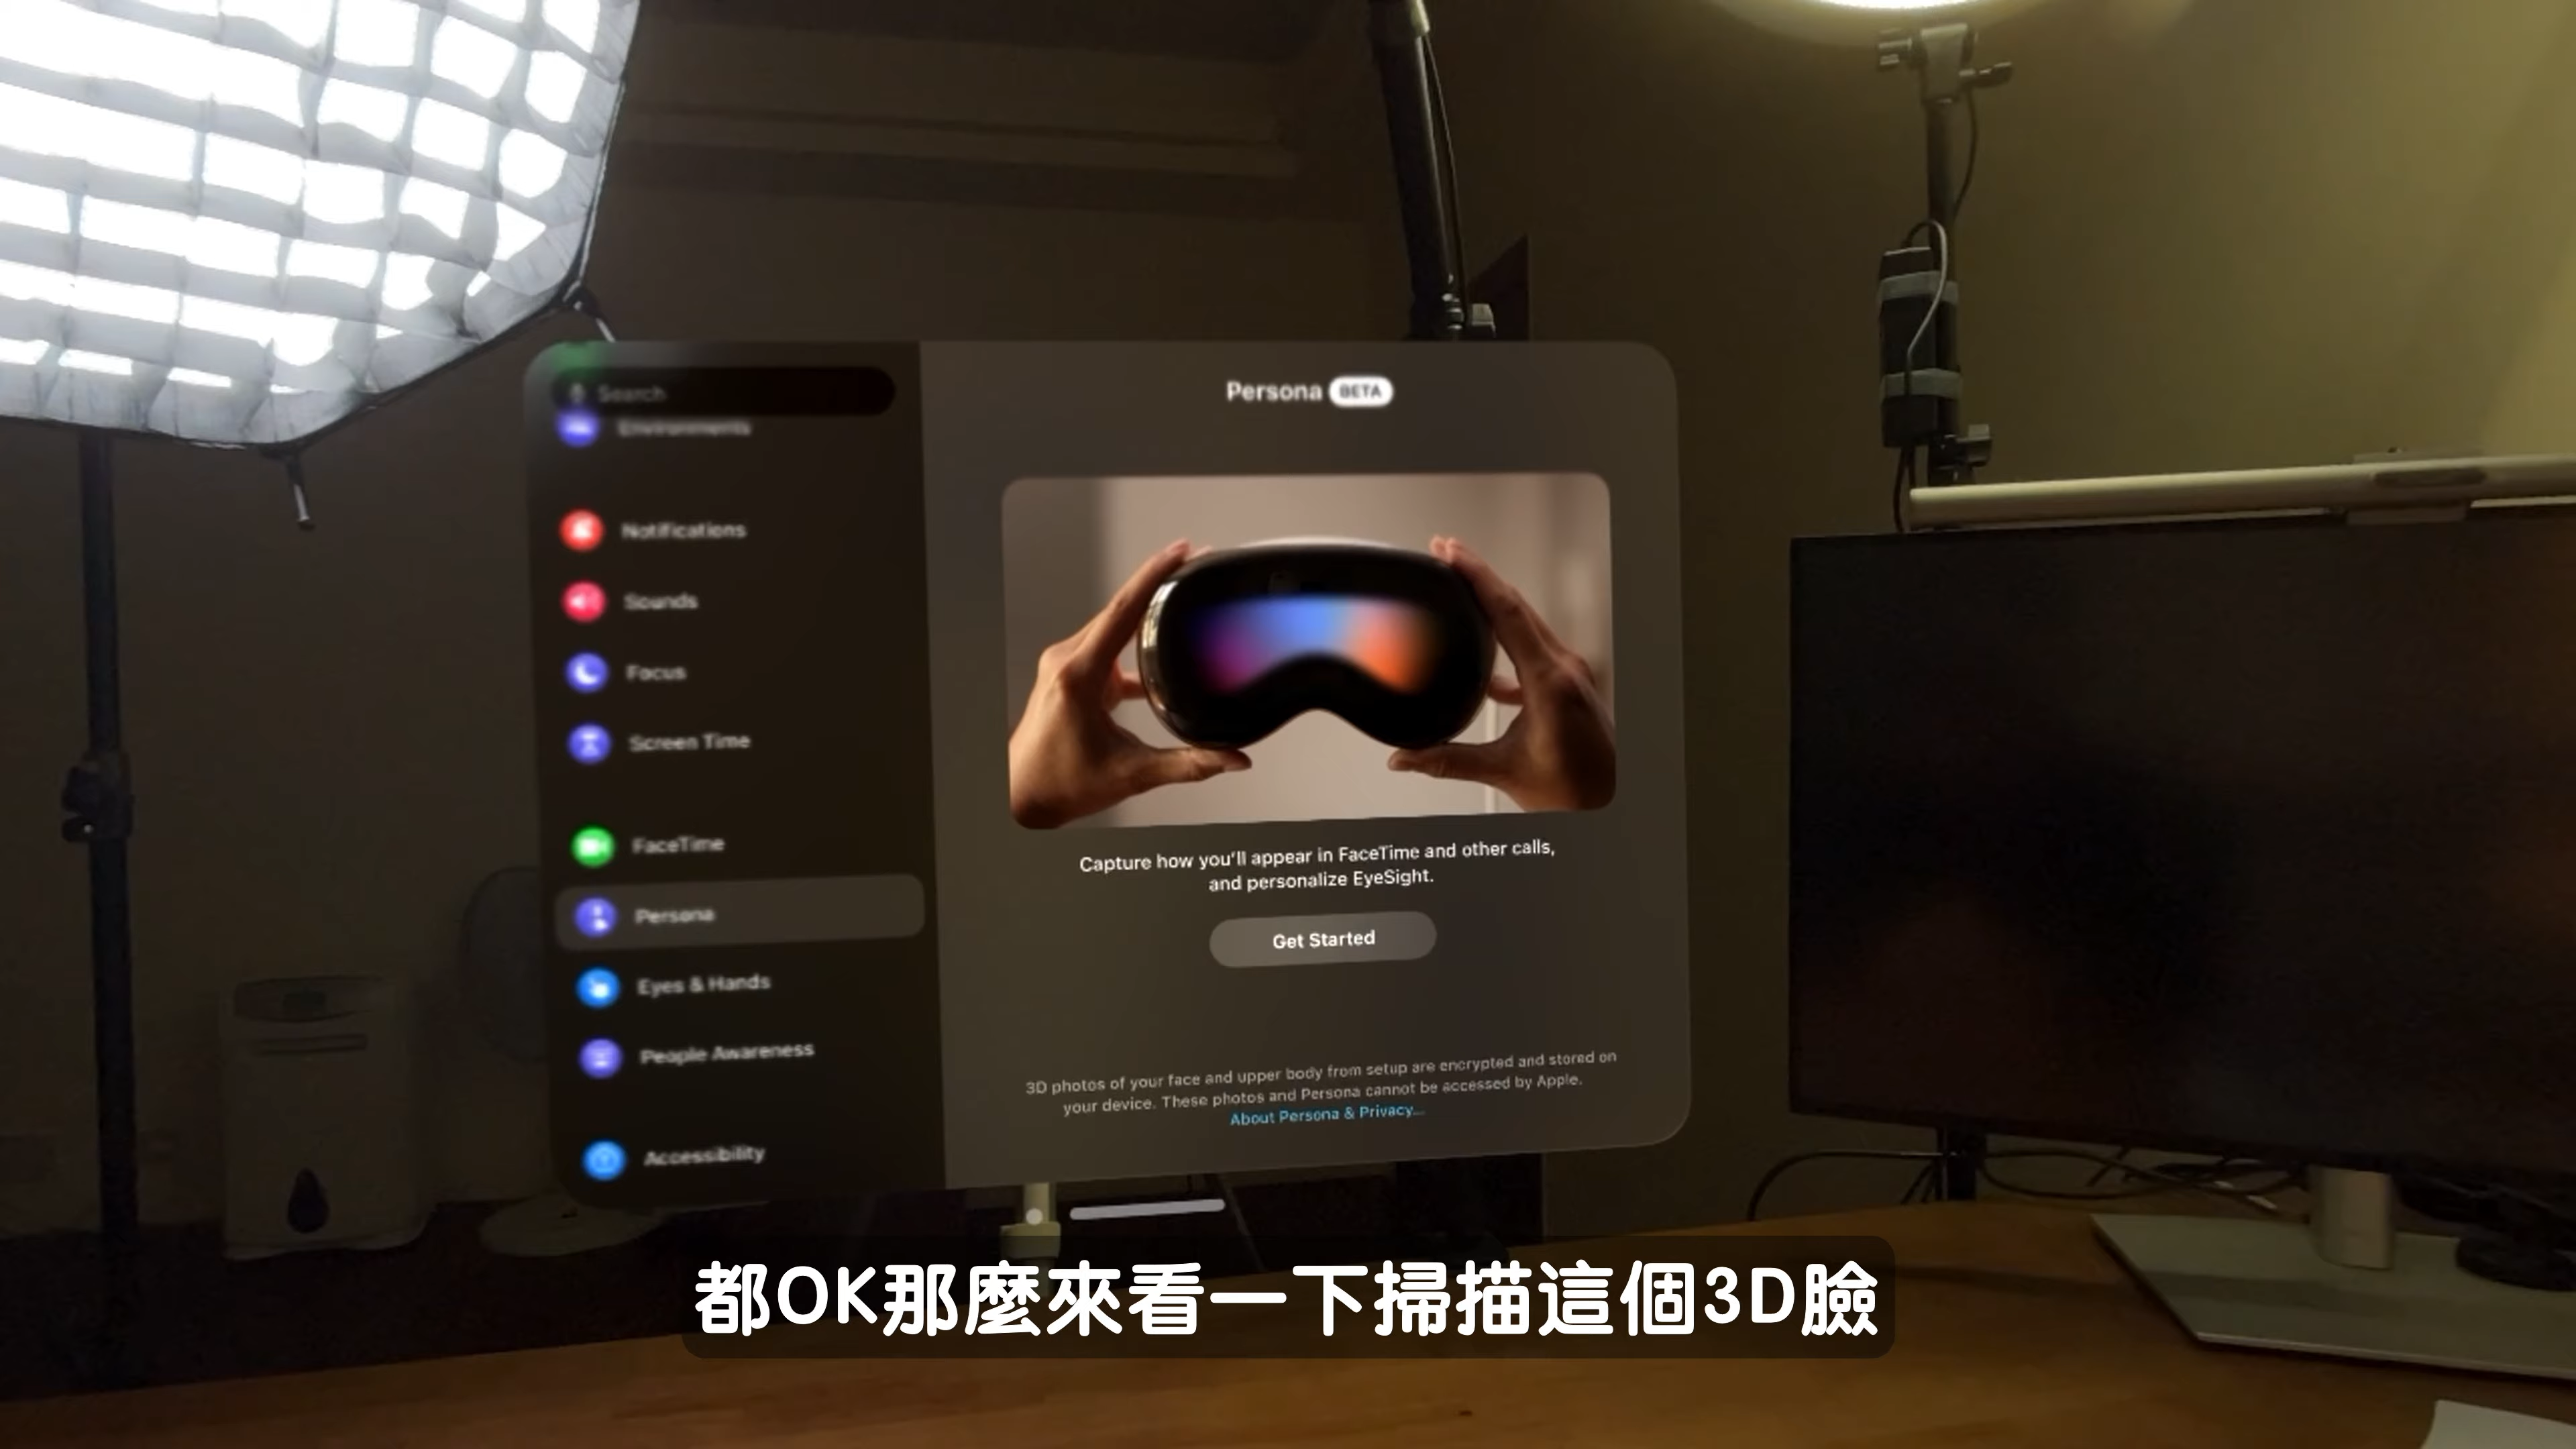 Search
Environments
Notifications
Sounds
Focus
Screen Time
FaceTime
Persona
Eyes & Hands
People Awareness
Accessibility
Persona BETA
Capture how you'll appear in FaceTime and other calls,
and personalize EyeSight.
Get Started
3D photos of your face and upper body from setup are encrypted and stored on
your device. These photos and Persona cannot be accessed by Apple.
About Persona & Privacy...
都OK那麼來看一下掃描這個3D臉